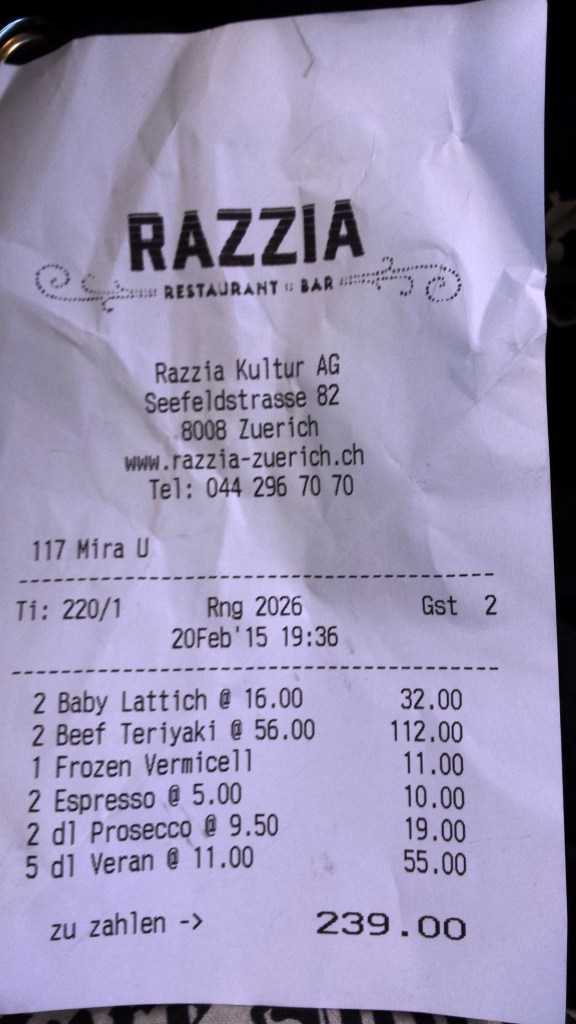 RAZZIA
RESTAURANT :: BAR
Razzia Kultur AG
Seefeldstrasse 82
8008 Zuerich
www.razzia-zuerich.ch
Tel: 044 296 70 70
117 Mira U
Ti: 220/1 Rng 2026 Gst 2
20Feb'15 19:36
2 Baby Lattich @ 16.00 32.00
2 Beef Teriyaki @ 56.00 112.00
1 Frozen Vermicell 11.00
2 Espresso @ 5.00 10.00
2 dl Prosecco @ 9.50 19.00
5 dl Veran @ 11.00 55.00
zu zahlen -> 239.00